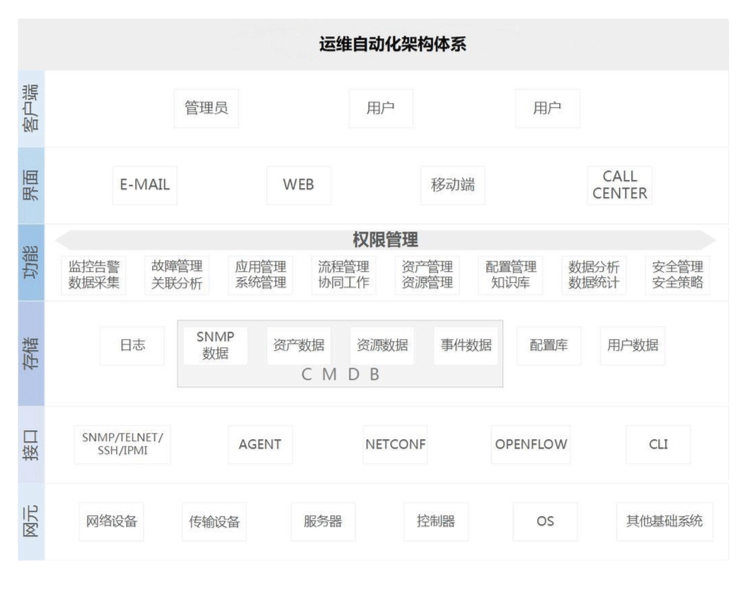 运维自动化架构体系
客户端
管理员
用户
用户
界面
E-MAIL
WEB
移动端
CALL
CENTER
功能
权限管理
监控告警
数据采集
故障管理
关联分析
应用管理
系统管理
流程管理
协同工作
资产管理
资源管理
配置管理
知识库
数据分析
数据统计
安全管理
安全策略
存储
日志
SNMP
数据
资产数据
资源数据
事件数据
CMDB
配置库
用户数据
接口
SNMP/TELNET/
SSH/IPMI
AGENT
NETCONF
OPENFLOW
CLI
网元
网络设备
传输设备
服务器
控制器
OS
其他基础系统